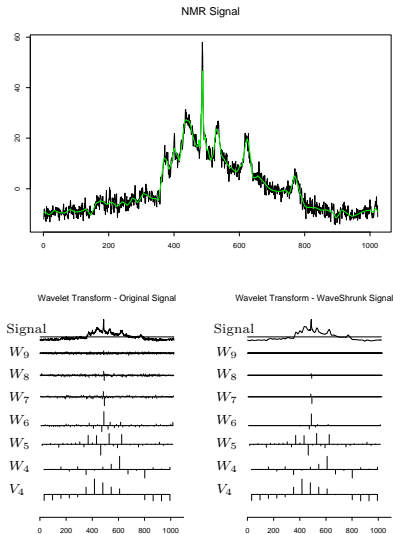 NMR Signal
60
40
20
0
0 200 400 600 800 1000
Wavelet Transform - Original Signal
Wavelet Transform - WaveShrunk Signal
Signal
W9
W8
W7
W6
W5
W4
V4
0 200 400 600 800 1000
Signal
W9
W8
W7
W6
W5
W4
V4
0 200 400 600 800 1000